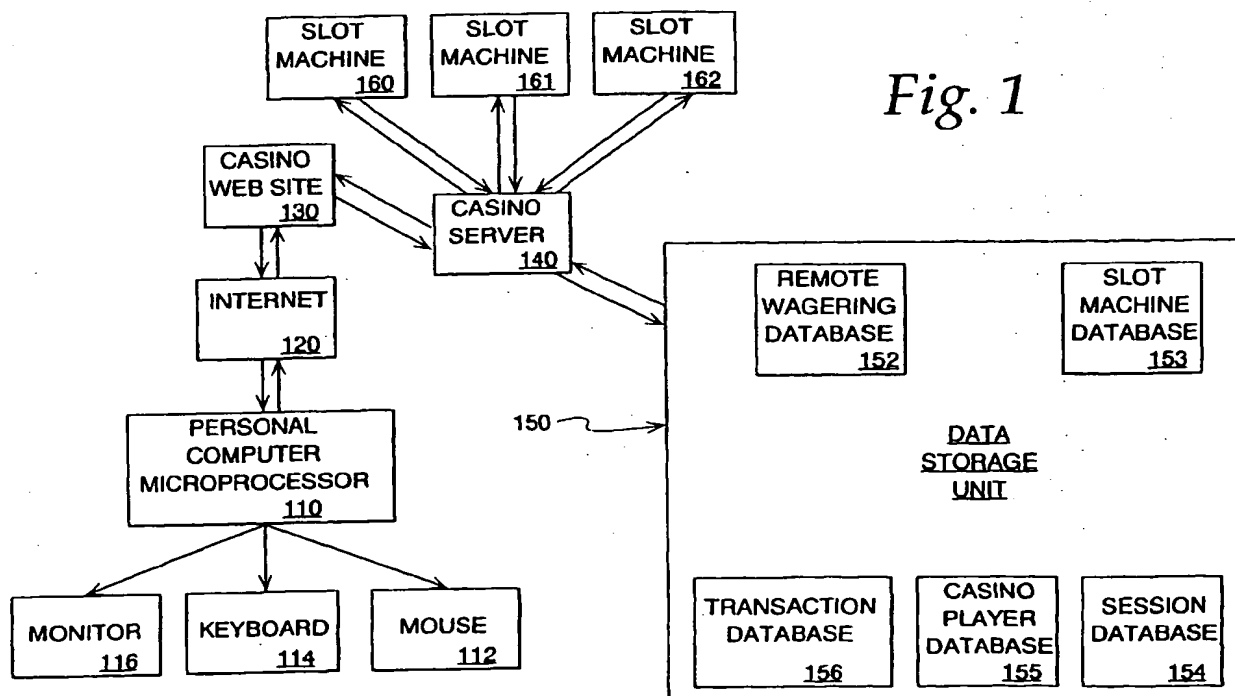 SLOT
MACHINE
160
SLOT
MACHINE
161
SLOT
MACHINE
162
Fig. 1
CASINO
WEB SITE
130
CASINO
SERVER
140
INTERNET
120
PERSONAL
COMPUTER
MICROPROCESSOR
110
MONITOR
116
KEYBOARD
114
MOUSE
112
150
REMOTE
WAGERING
DATABASE
152
SLOT
MACHINE
DATABASE
153
DATA
STORAGE
UNIT
TRANSACTION
DATABASE
156
CASINO
PLAYER
DATABASE
155
SESSION
DATABASE
154